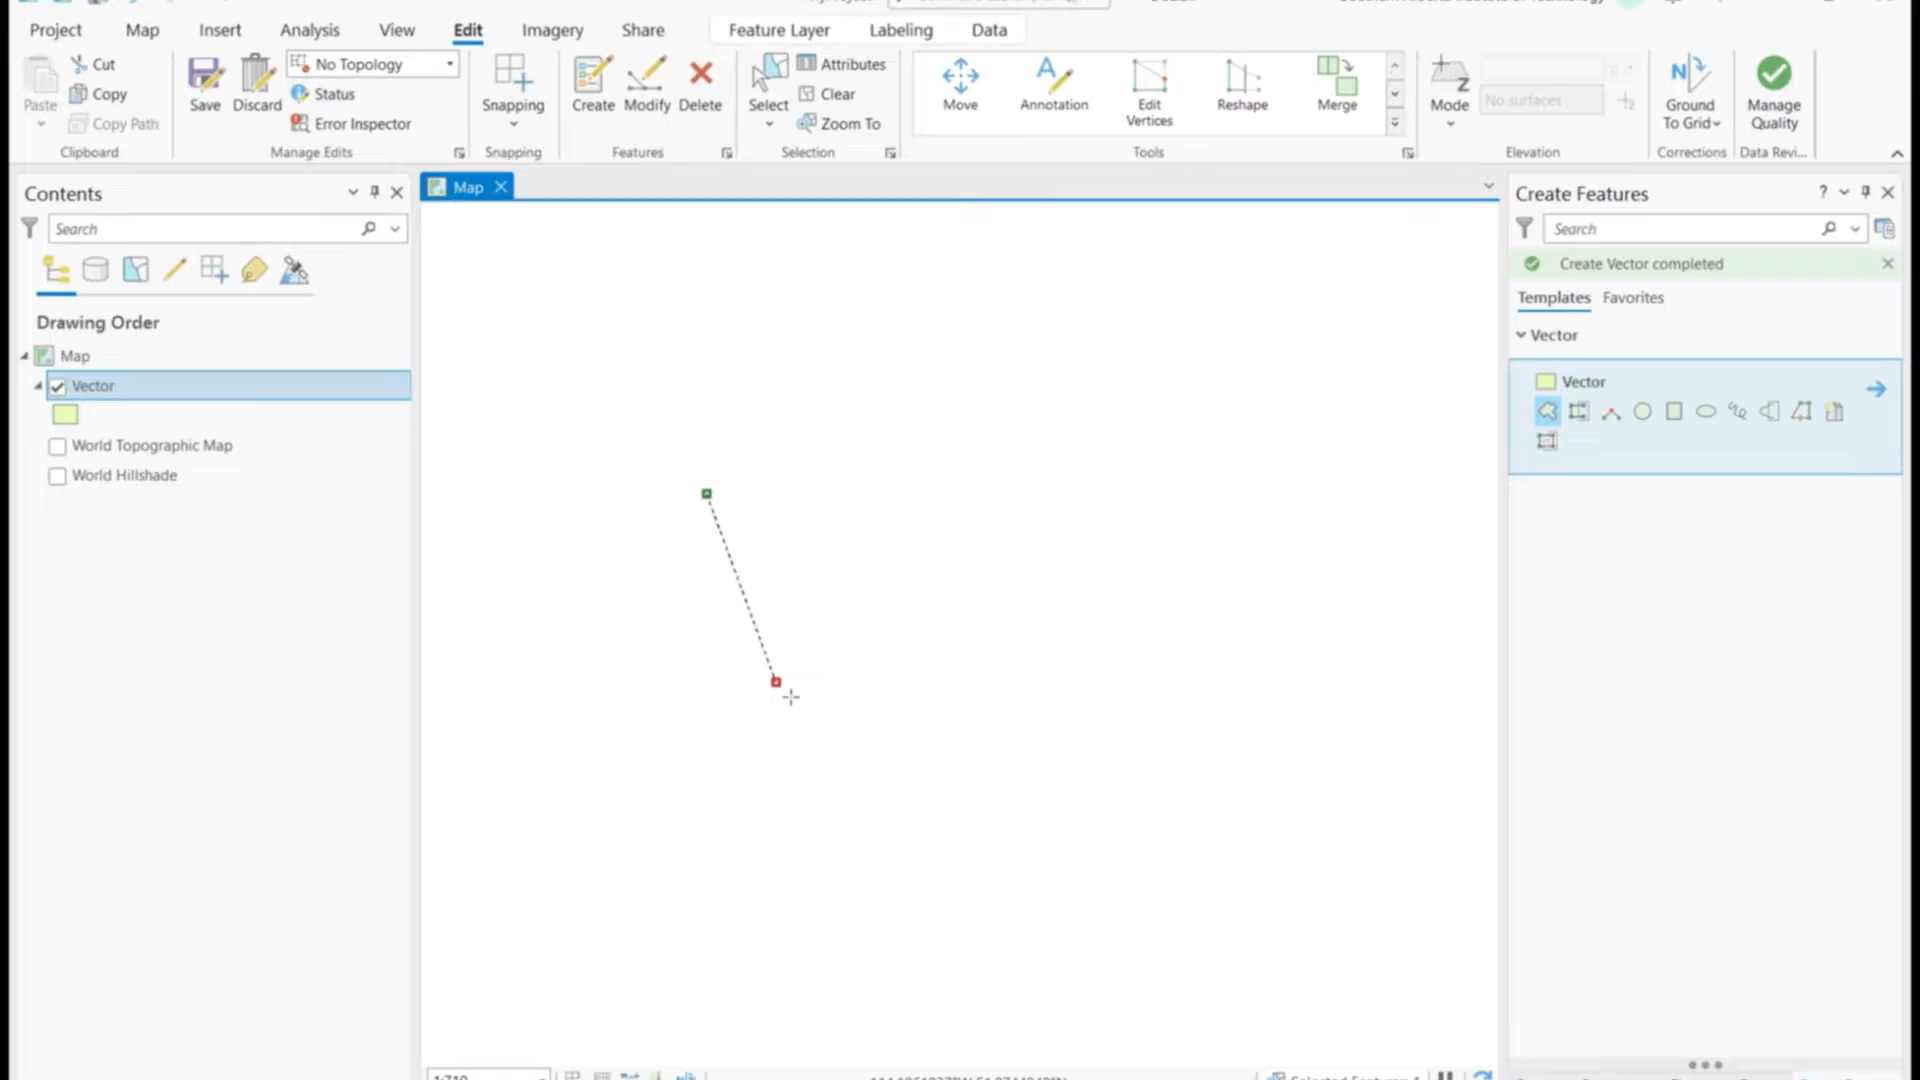 Project Map Insert Analysis View Edit Imagery Share Feature Layer Labeling Data
Paste
Cut
Copy
Copy Path
Clipboard
Save
Discard
No Topology
Status
Error Inspector
Manage Edits
Snapping
Snapping
Create
Modify
Delete
Features
Select
Attributes
Clear
Zoom To
Selection
Move
Annotation
Edit
Vertices
Reshape
Merge
Tools
Mode
No surfaces
Elevation
Ground
To Grid
Corrections
Manage
Quality
Data Revi...
Contents
Search
Drawing Order
Map
Vector
World Topographic Map
World Hillshade
Map
Create Features
Search
Create Vector completed
Templates Favorites
Vector
Vector